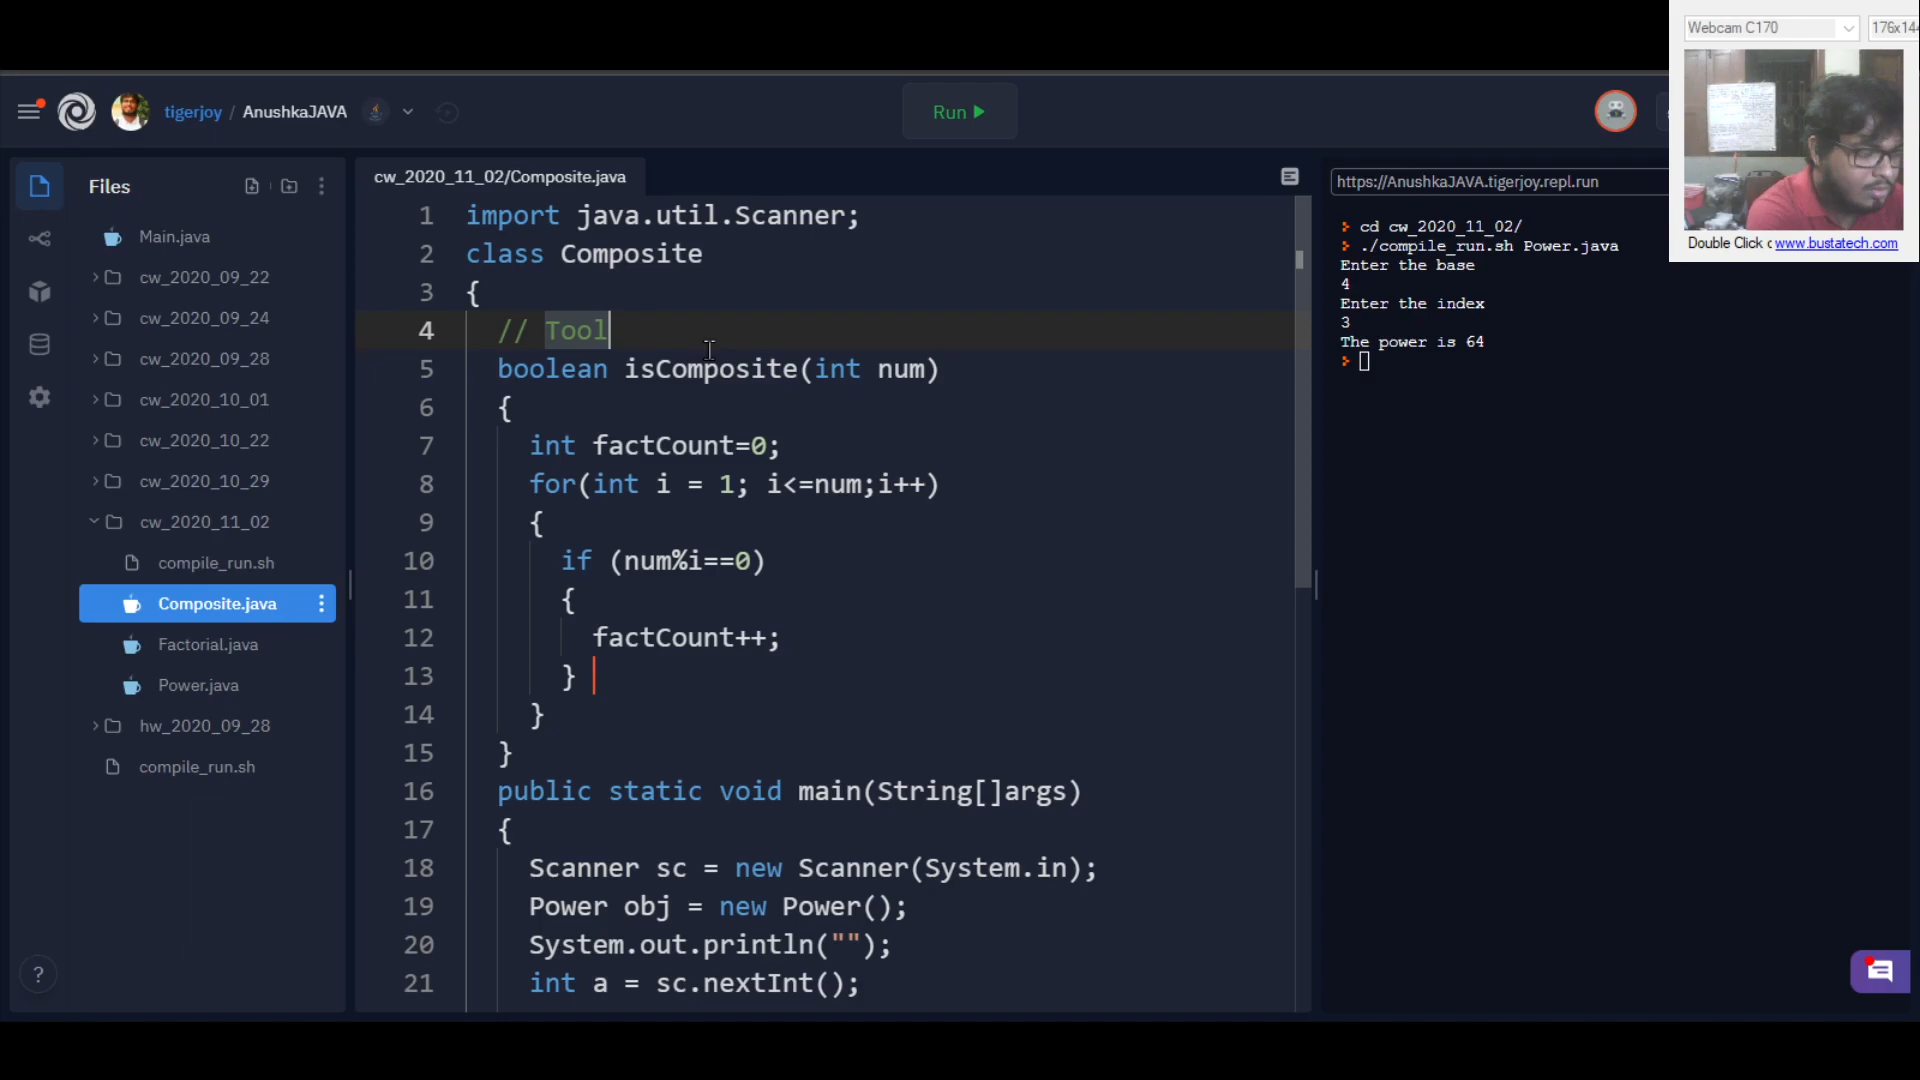 Webcam C170
176x144
tigerjoy / AnushkaJAVA
Run
Files
Main.java
cw_2020_09_22
cw_2020_09_24
cw_2020_09_28
cw_2020_10_01
cw_2020_10_22
cw_2020_10_29
cw_2020_11_02
compile_run.sh
Composite.java
Factorial.java
Power.java
hw_2020_09_28
compile_run.sh
?
cw_2020_11_02/Composite.java
1 import java.util.Scanner;
2 class Composite
3 {
4 // Tool
5 boolean isComposite(int num)
6 {
7 int factCount=0;
8 for(int i = 1; i<=num;i++)
9 {
10 if (num%i==0)
11 {
12 factCount++;
13 }
14 }
15 }
16 public static void main(String[]args)
17 {
18 Scanner sc = new Scanner(System.in);
19 Power obj = new Power();
20 System.out.println("");
21 int a = sc.nextInt();
https://AnushkaJAVA.tigerjoy.repl.run
cd cw_2020_11_02/
./compile_run.sh Power.java
Enter the base
4
Enter the index
3
The power is 64
Double Click www.bustatech.com